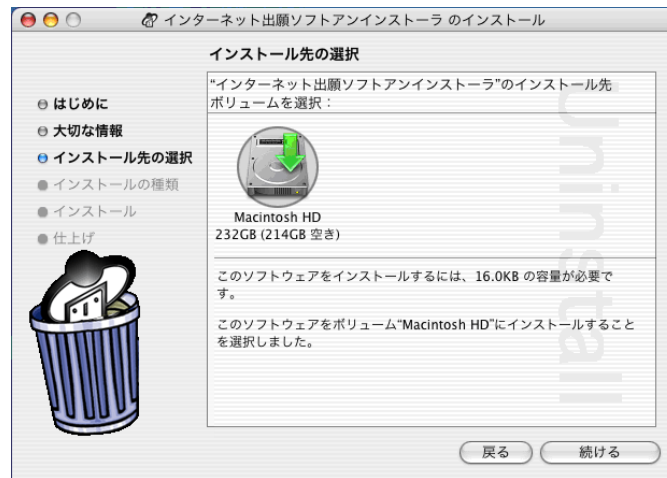 インターネット出願ソフトアンインストーラ のインストール
インストール先の選択
はじめに
大切な情報
インストール先の選択
インストールの種類
インストール
仕上げ
“インターネット出願ソフトアンインストーラ”のインストール先
ボリュームを選択：
Macintosh HD
232GB (214GB 空き)
このソフトウェアをインストールするには、16.0KB の容量が必要で
す。
このソフトウェアをボリューム“Macintosh HD”にインストールすること
を選択しました。
Uninstall
戻る
続ける